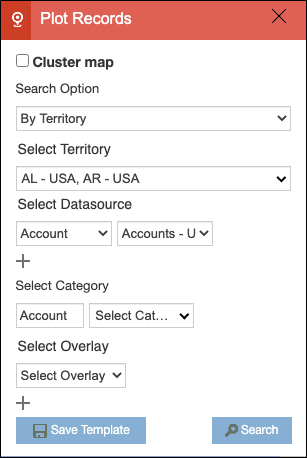 Plot Records
Cluster map
Search Option
By Territory
Select Territory
AL - USA, AR - USA
Select Datasource
Account Accounts - U
Select Category
Account Select Cat...
Select Overlay
Select Overlay
Save Template Search